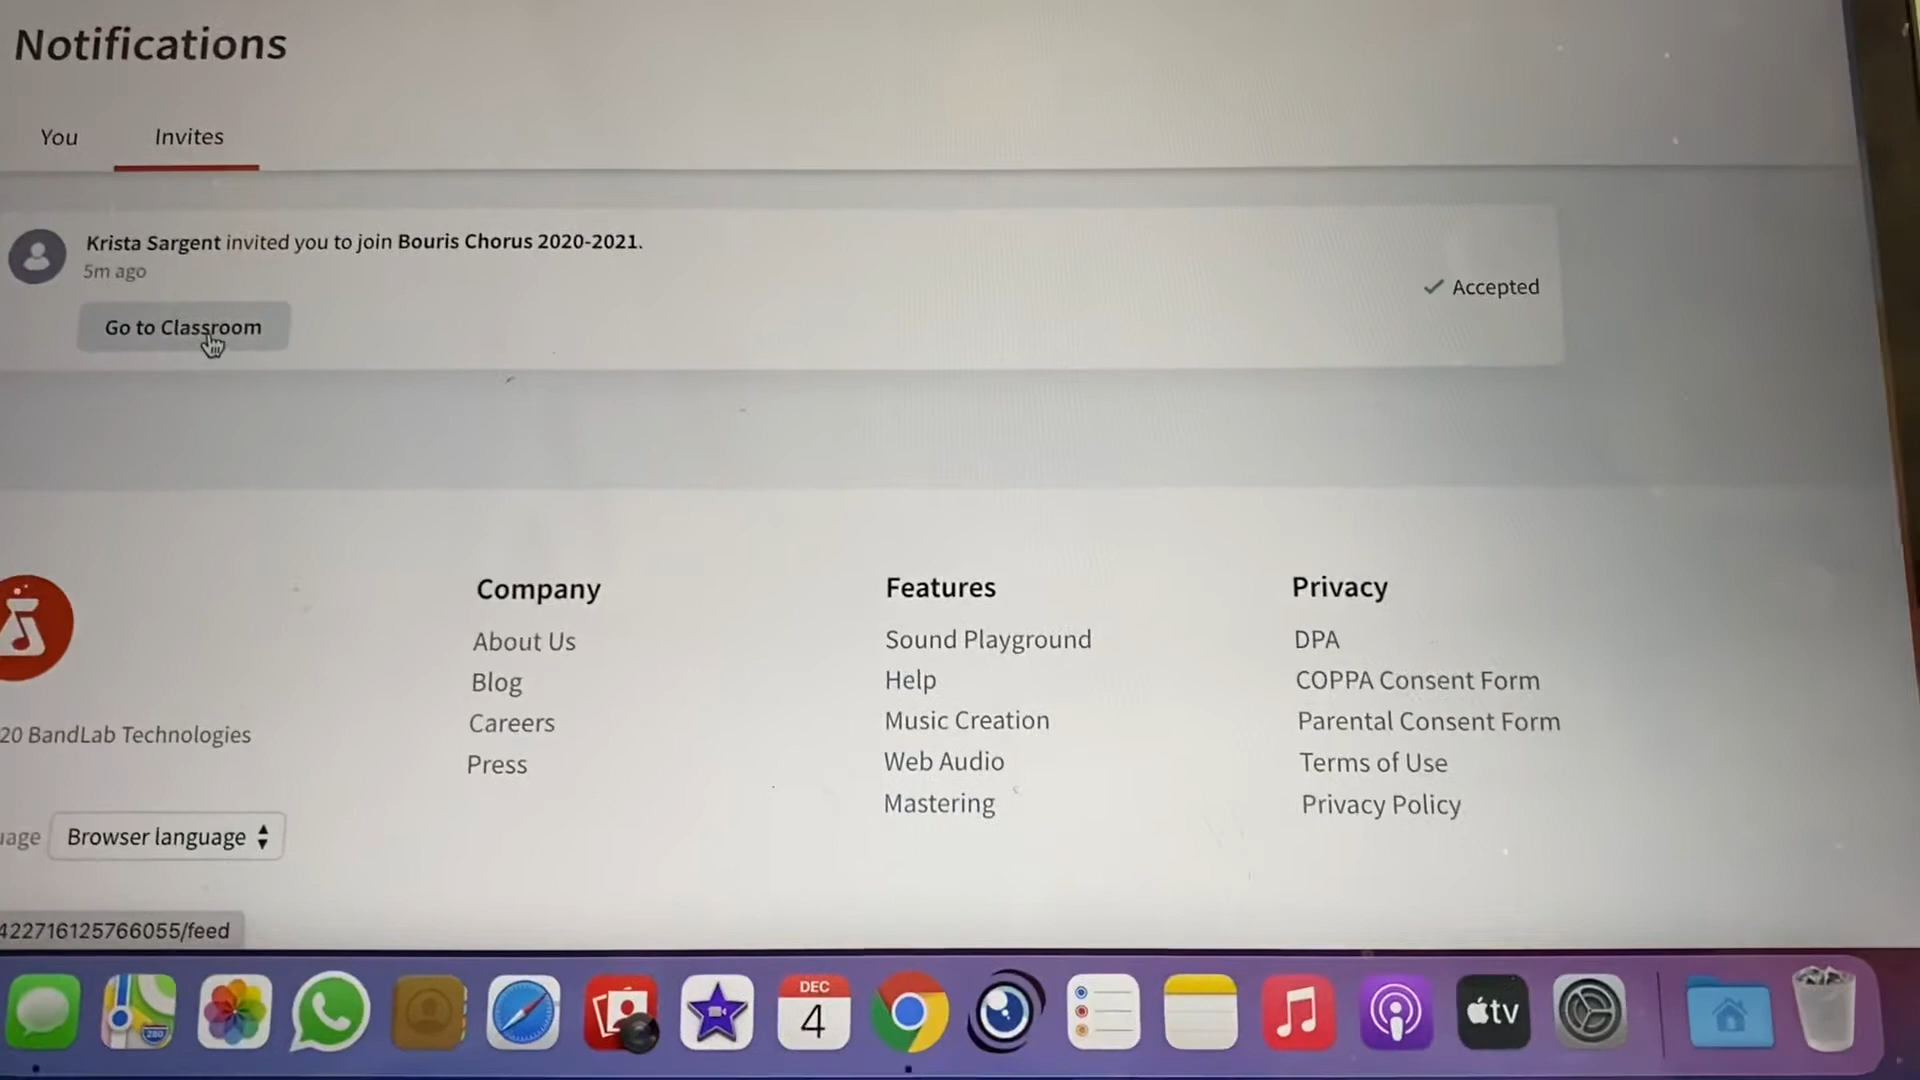 Notifications
You Invites
Krista Sargent invited you to join Bouris Chorus 2020-2021.
5m ago
Accepted
Go to Classroom
Company Features Privacy
About Us Sound Playground DPA
Blog Help COPPA Consent Form
Careers Music Creation Parental Consent Form
Press Web Audio Terms of Use
Mastering Privacy Policy
20 BandLab Technologies
uage Browser language
422716125766055/feed
280
DEC
4
tv